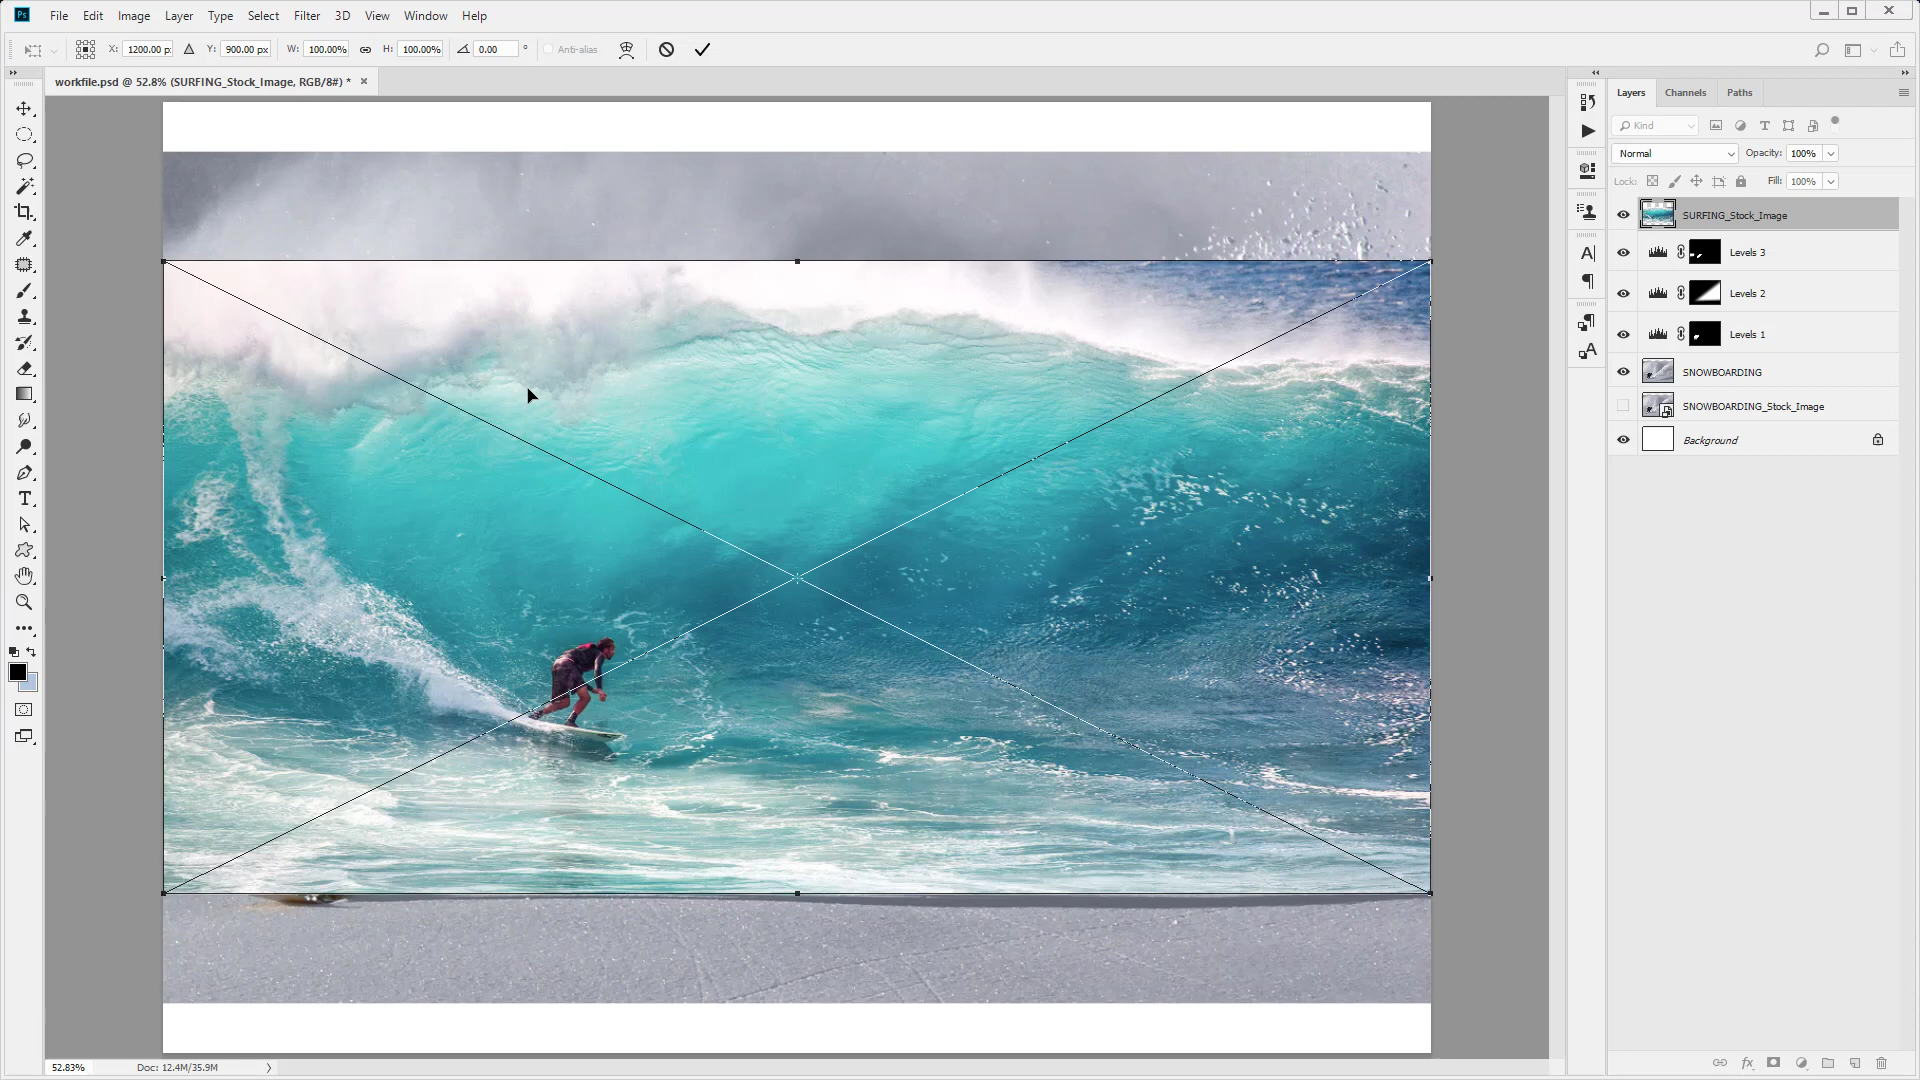 Ps File Edit Image Layer Type Select Filter 3D View Window Help
X: 1200.00 p Y: 900.00 px W: 100.00% H: 100.00% 0.00 ° Anti-alias
workfile.psd @ 52.8% (SURFING_Stock_Image, RGB/8#) *
Layers Channels Paths
Kind
Normal Opacity: 100%
Lock: Fill: 100%
SURFING_Stock_Image
Levels 3
Levels 2
Levels 1
SNOWBOARDING
SNOWBOARDING_Stock_Image
Background
52.83% Doc: 12.4M/35.9M